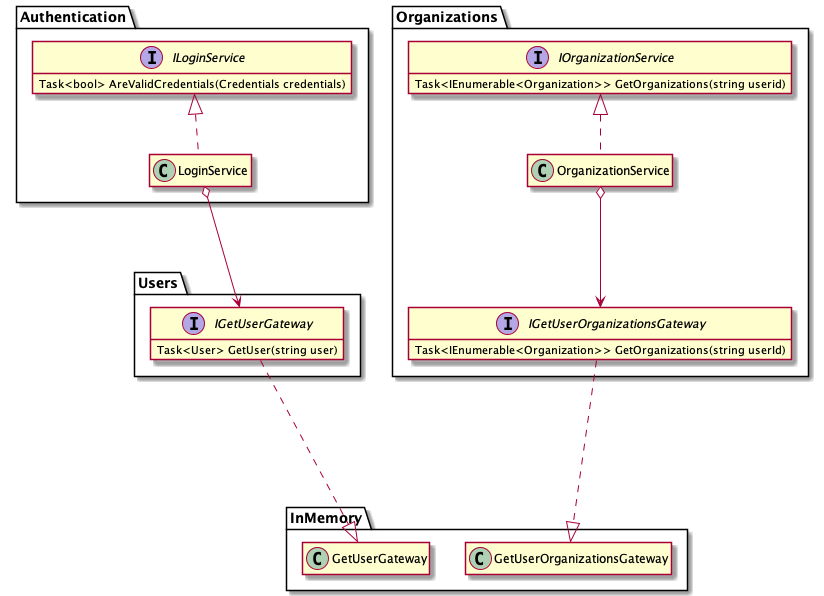 Authentication
I ILoginService
Task<bool> AreValidCredentials(Credentials credentials)
C LoginService
Organizations
I IOrganizationService
Task<IEnumerable<Organization>> GetOrganizations(string userid)
C OrganizationService
Users
I IGetUserGateway
Task<User> GetUser(string user)
I IGetUserOrganizationsGateway
Task<IEnumerable<Organization>> GetOrganizations(string userId)
InMemory
C GetUserGateway
C GetUserOrganizationsGateway